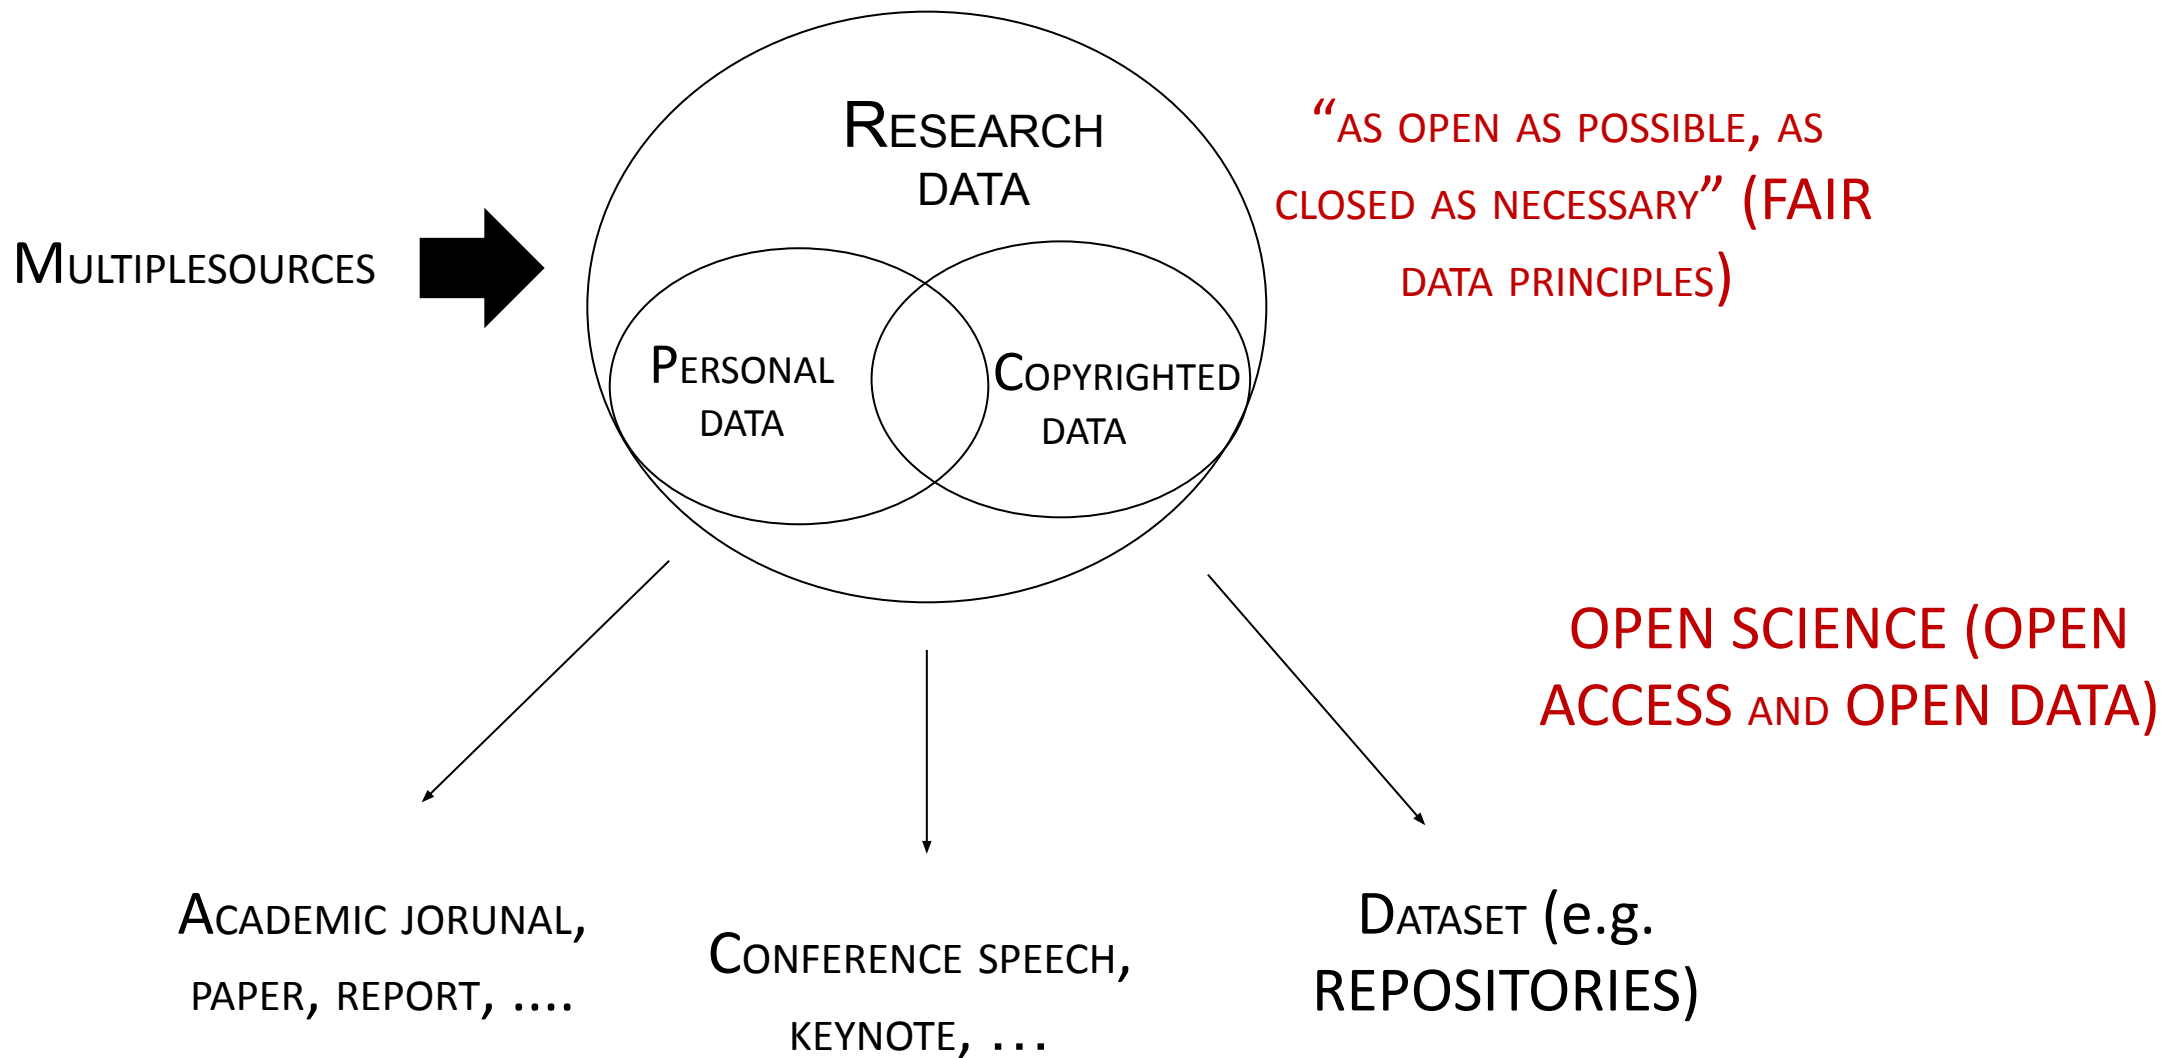 Research
data
“as open as possible, as
closed as necessary” (FAIR
data principles)
Multiplesources
Personal
data
Copyrighted
data
OPEN SCIENCE (OPEN
ACCESS and OPEN DATA)
Academic jorunal,
paper, report, ....
Conference speech,
keynote, ...
Dataset (e.g.
REPOSITORIES)